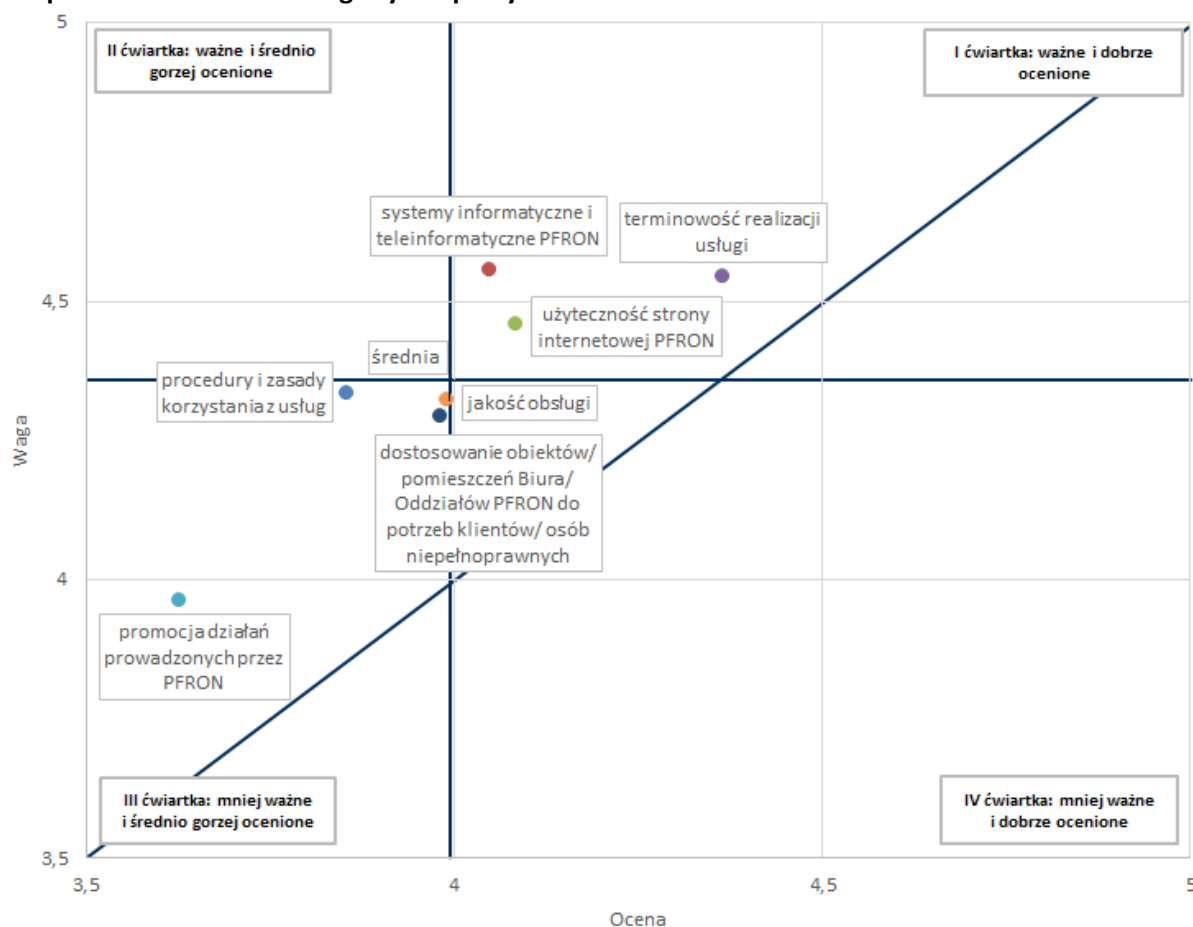 5
II ćwiartka: ważne i średnio
gorzej ocenione
I ćwiartka: ważne i dobrze
ocenione
systemy informatyczne i
teleinformatyczne PFRON
terminowość realizacji
usługi
4,5
użyteczność strony
internetowej PFRON
średnia
procedury i zasady
korzystania z usług
jakość obsługi
Waga
dostosowanie obiektów/
pomieszczeń Biura/
Oddziałów PFRON do
potrzeb klientów/ osób
niepełnoprawnych
4
promocja działań
prowadzonych przez
PFRON
III ćwiartka: mniej ważne
i średnio gorzej ocenione
IV ćwiartka: mniej ważne
i dobrze ocenione
3,5
3,5
4
4,5
5
Ocena